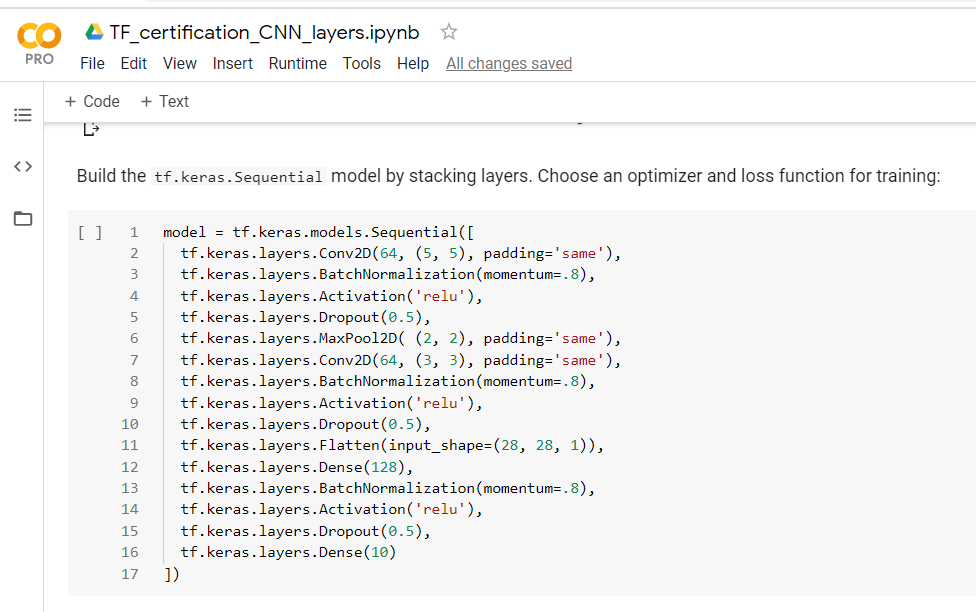 CO TF_certification_CNN_layers.ipynb
PRO File Edit View Insert Runtime Tools Help All changes saved
+ Code + Text
Build the tf.keras.Sequential model by stacking layers. Choose an optimizer and loss function for training:
[ ] 1 model = tf.keras.models.Sequential([
2 tf.keras.layers.Conv2D(64, (5, 5), padding='same'),
3 tf.keras.layers.BatchNormalization(momentum=.8),
4 tf.keras.layers.Activation('relu'),
5 tf.keras.layers.Dropout(0.5),
6 tf.keras.layers.MaxPool2D( (2, 2), padding='same'),
7 tf.keras.layers.Conv2D(64, (3, 3), padding='same'),
8 tf.keras.layers.BatchNormalization(momentum=.8),
9 tf.keras.layers.Activation('relu'),
10 tf.keras.layers.Dropout(0.5),
11 tf.keras.layers.Flatten(input_shape=(28, 28, 1)),
12 tf.keras.layers.Dense(128),
13 tf.keras.layers.BatchNormalization(momentum=.8),
14 tf.keras.layers.Activation('relu'),
15 tf.keras.layers.Dropout(0.5),
16 tf.keras.layers.Dense(10)
17 ])